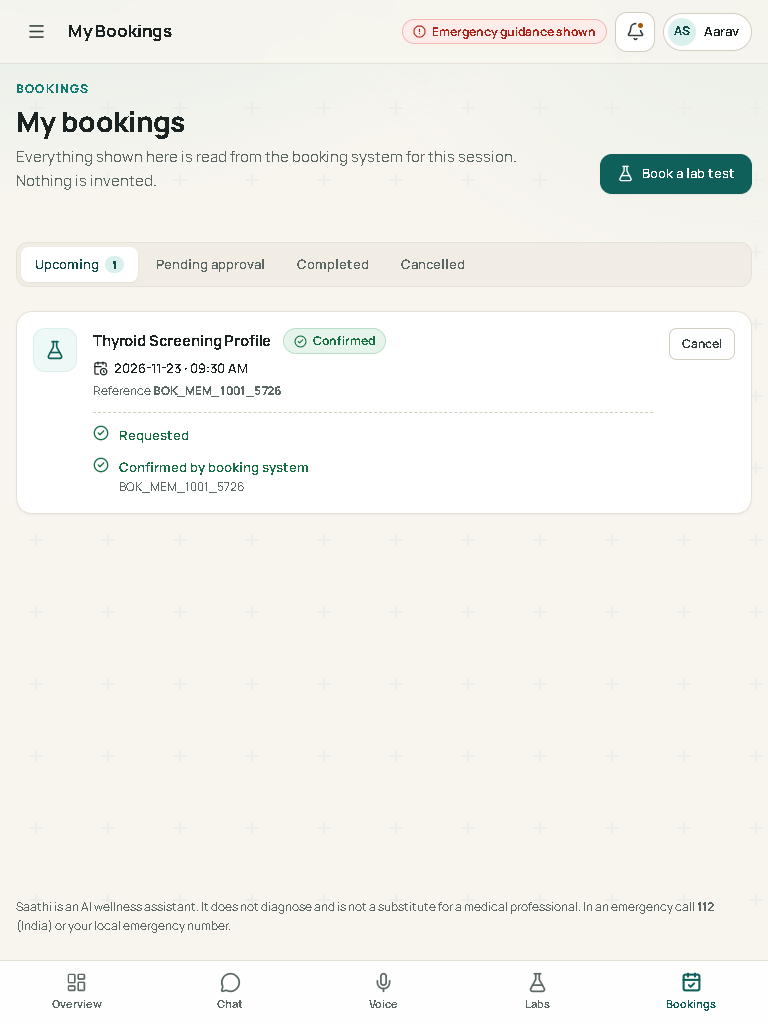 My Bookings
Emergency guidance shown
AS
Aarav
BOOKINGS
My bookings
Everything shown here is read from the booking system for this session.
Nothing is invented.
Book a lab test
Upcoming 1
Pending approval
Completed
Cancelled
Thyroid Screening Profile
Confirmed
Cancel
2026-11-23 · 09:30 AM
Reference BOK_MEM_1001_5726
Requested
Confirmed by booking system
BOK_MEM_1001_5726
Saathi is an AI wellness assistant. It does not diagnose and is not a substitute for a medical professional. In an emergency call 112
(India) or your local emergency number.
Overview
Chat
Voice
Labs
Bookings